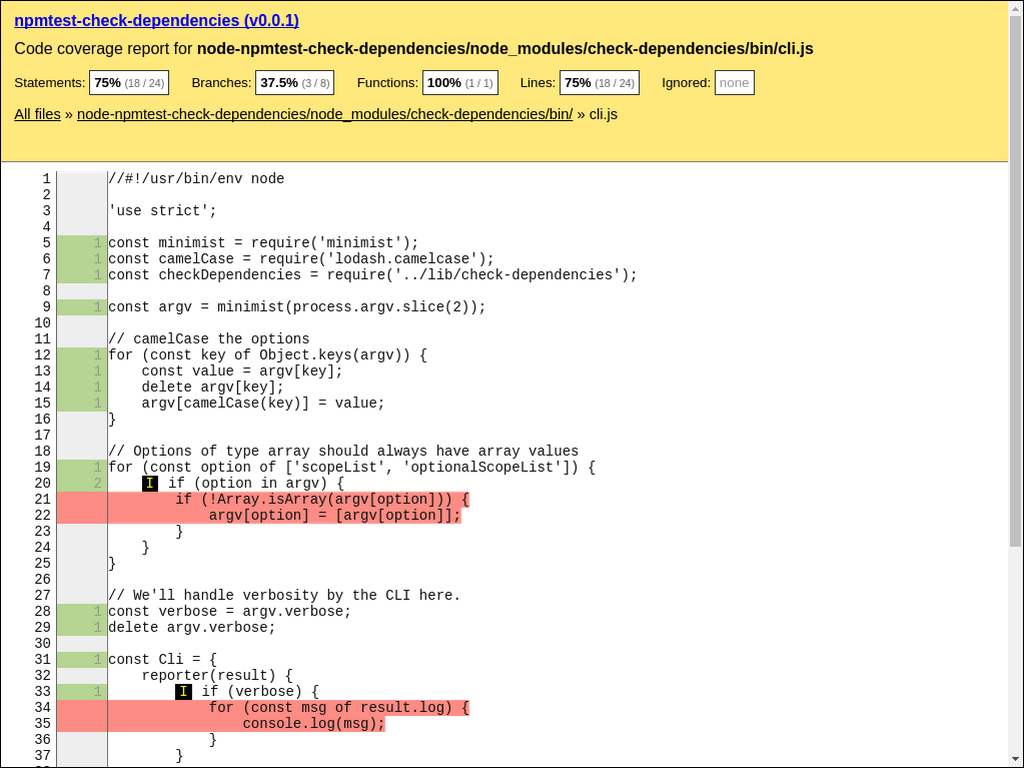 npmtest-check-dependencies (v0.0.1)
Code coverage report for node-npmtest-check-dependencies/node_modules/check-dependencies/bin/cli.js
Statements: 75% (18 / 24) Branches: 37.5% (3 / 8) Functions: 100% (1 / 1) Lines: 75% (18 / 24) Ignored: none
All files » node-npmtest-check-dependencies/node_modules/check-dependencies/bin/ » cli.js
1 //#!/usr/bin/env node
2
3 'use strict';
4
5 1 const minimist = require('minimist');
6 1 const camelCase = require('lodash.camelcase');
7 1 const checkDependencies = require('../lib/check-dependencies');
8
9 1 const argv = minimist(process.argv.slice(2));
10
11 // camelCase the options
12 1 for (const key of Object.keys(argv)) {
13 1     const value = argv[key];
14 1     delete argv[key];
15 1     argv[camelCase(key)] = value;
16 }
17
18 // Options of type array should always have array values
19 1 for (const option of ['scopeList', 'optionalScopeList']) {
20 2     I if (option in argv) {
21         if (!Array.isArray(argv[option])) {
22             argv[option] = [argv[option]];
23         }
24     }
25 }
26
27 // We'll handle verbosity by the CLI here.
28 1 const verbose = argv.verbose;
29 1 delete argv.verbose;
30
31 1 const Cli = {
32     reporter(result) {
33 1         I if (verbose) {
34             for (const msg of result.log) {
35                 console.log(msg);
36             }
37         }